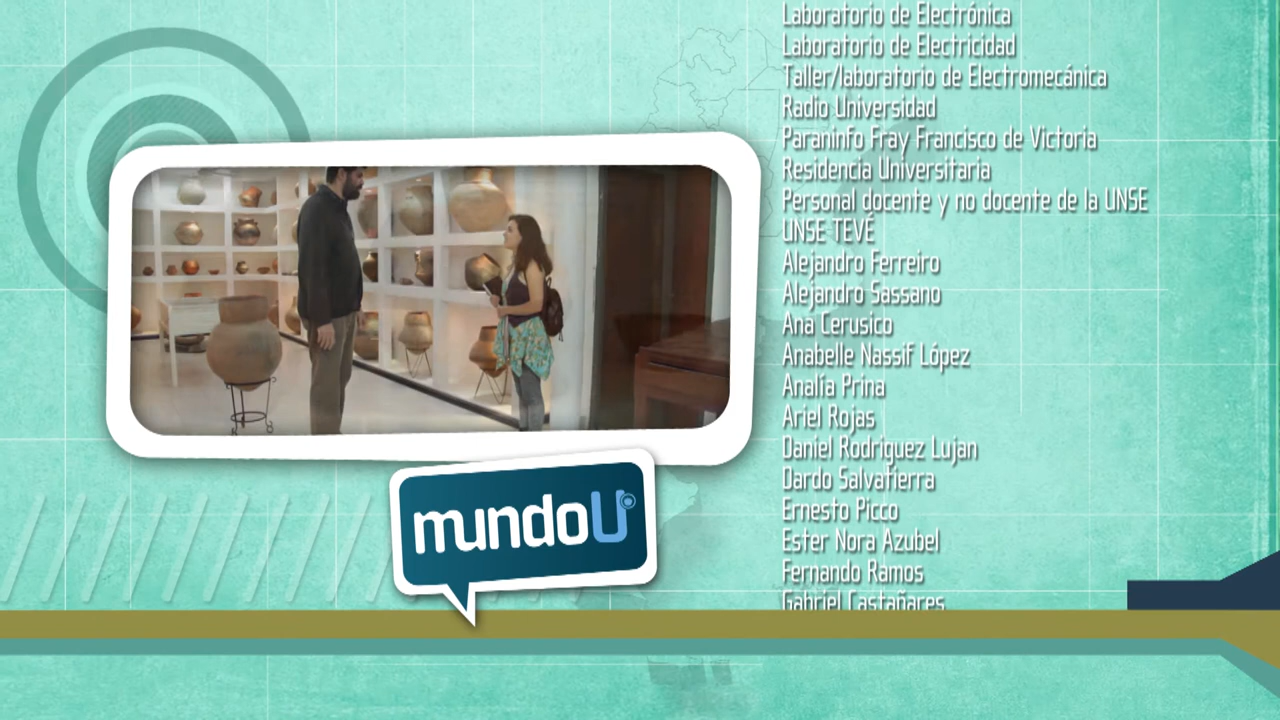 Laboratorio de Electrónica
Laboratorio de Electricidad
Taller/laboratorio de Electromecánica
Radio Universidad
Paraninfo Fray Francisco de Victoria
Residencia Universitaria
Personal docente y no docente de la UNSE
UNSE TEVÉ
Alejandro Ferreiro
Alejandro Sassano
Ana Cerusico
Anabelle Nassif López
Analía Prina
Ariel Rojas
Daniel Rodriguez Lujan
Dardo Salvatierra
Ernesto Picco
Ester Nora Azubel
Fernando Ramos
Gabriel Castañares
mundoU